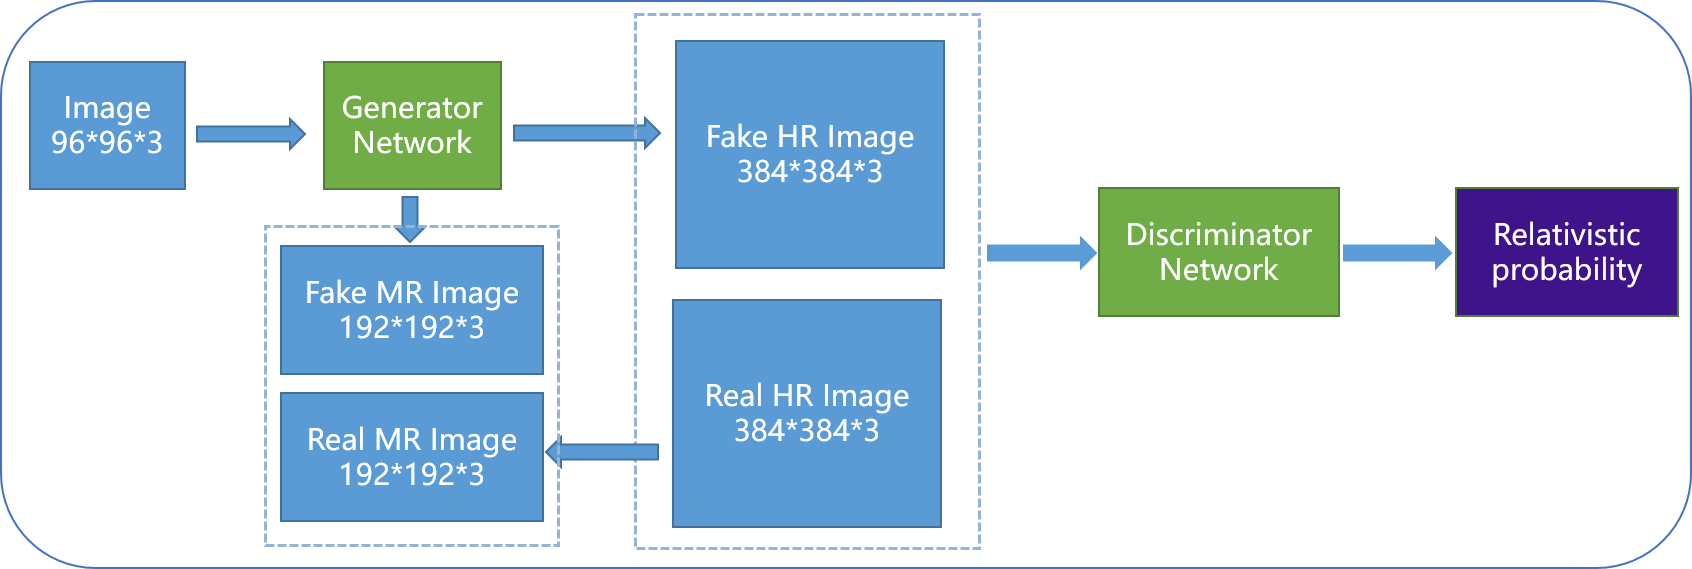 Image
96*96*3
Generator
Network
Fake HR Image
384*384*3
Fake MR Image
192*192*3
Real MR Image
192*192*3
Real HR Image
384*384*3
Discriminator
Network
Relativistic
probability